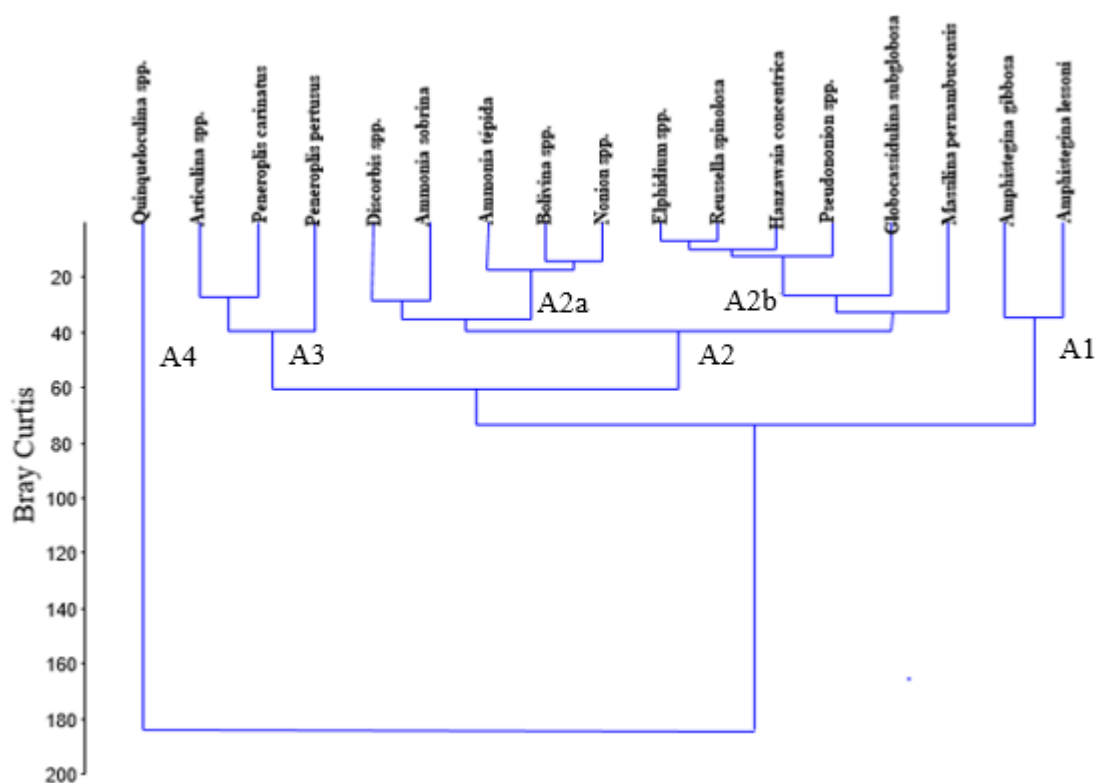 Quinqueloculina spp.
Articulina spp.
Peneroplis carinatus
Peneroplis pertusus
Discorbis spp.
Ammonia sobrina
Ammonia tépida
Bolivina spp.
Nonion spp.
Elphidium spp.
Reussella spinolosa
Hanzawaia concentrica
Pseudononion spp.
Globocassidulina subglobosa
Massilina pernambucensis
Amphistegina gibbosa
Amphistegina lessoni
20
40
60
80
100
120
140
160
180
200
Bray Curtis
A2a
A2b
A4
A3
A2
A1